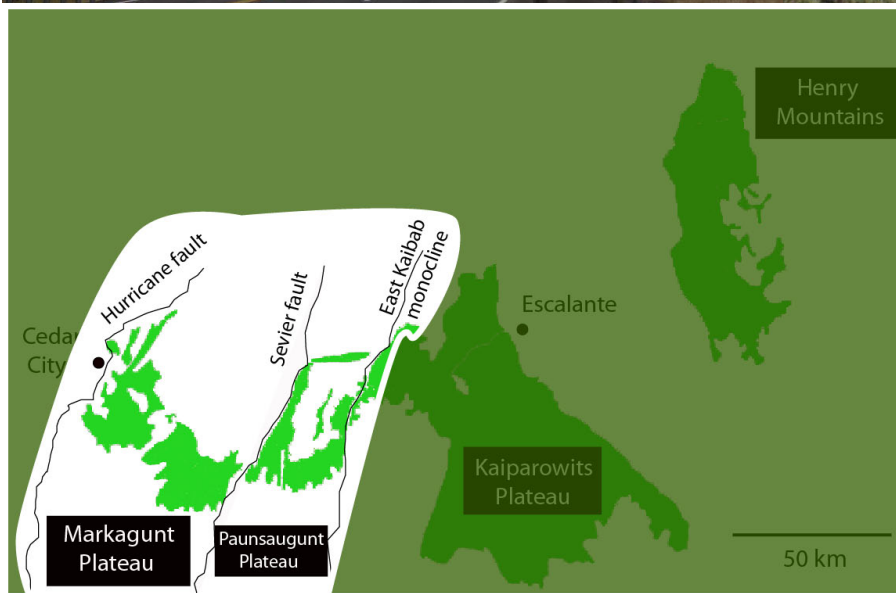 Henry
Mountains
Hurricane fault
Sevier fault
East Kaibab
monocline
Cedar
City
Escalante
Kaiparowits
Plateau
Markagunt
Plateau
Paunsaugunt
Plateau
50 km